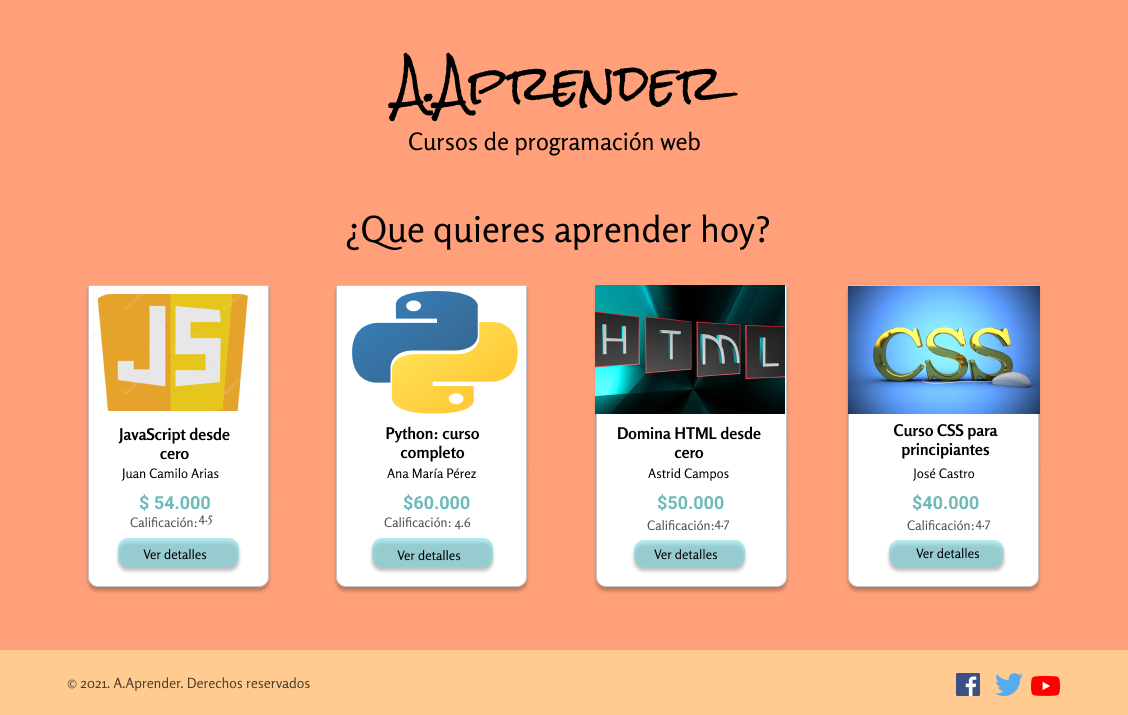 A.Aprender
Cursos de programación web
¿Que quieres aprender hoy?
JS
JavaScript desde
cero
Juan Camilo Arias
$ 54.000
Calificación:4.5
Ver detalles
Python: curso
completo
Ana María Pérez
$60.000
Calificación: 4.6
Ver detalles
HTML
Domina HTML desde
cero
Astrid Campos
$50.000
Calificación:4.7
Ver detalles
CSS
Curso CSS para
principiantes
José Castro
$40.000
Calificación:4.7
Ver detalles
© 2021. A.Aprender. Derechos reservados